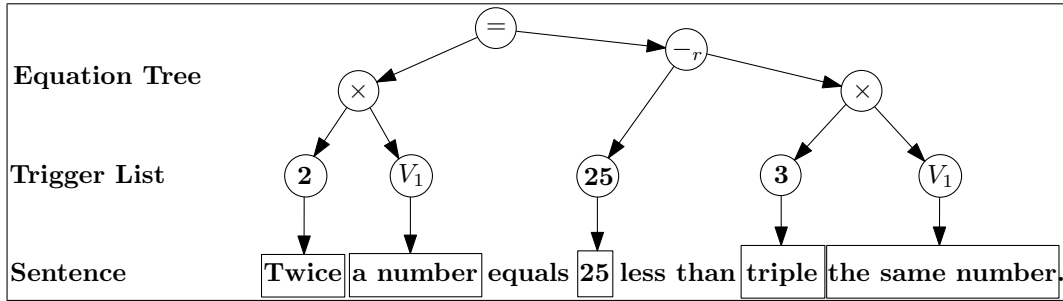 = −r
Equation Tree × ×
Trigger List 2 V1 25 3 V1
Sentence Twice a number equals 25 less than triple the same number.